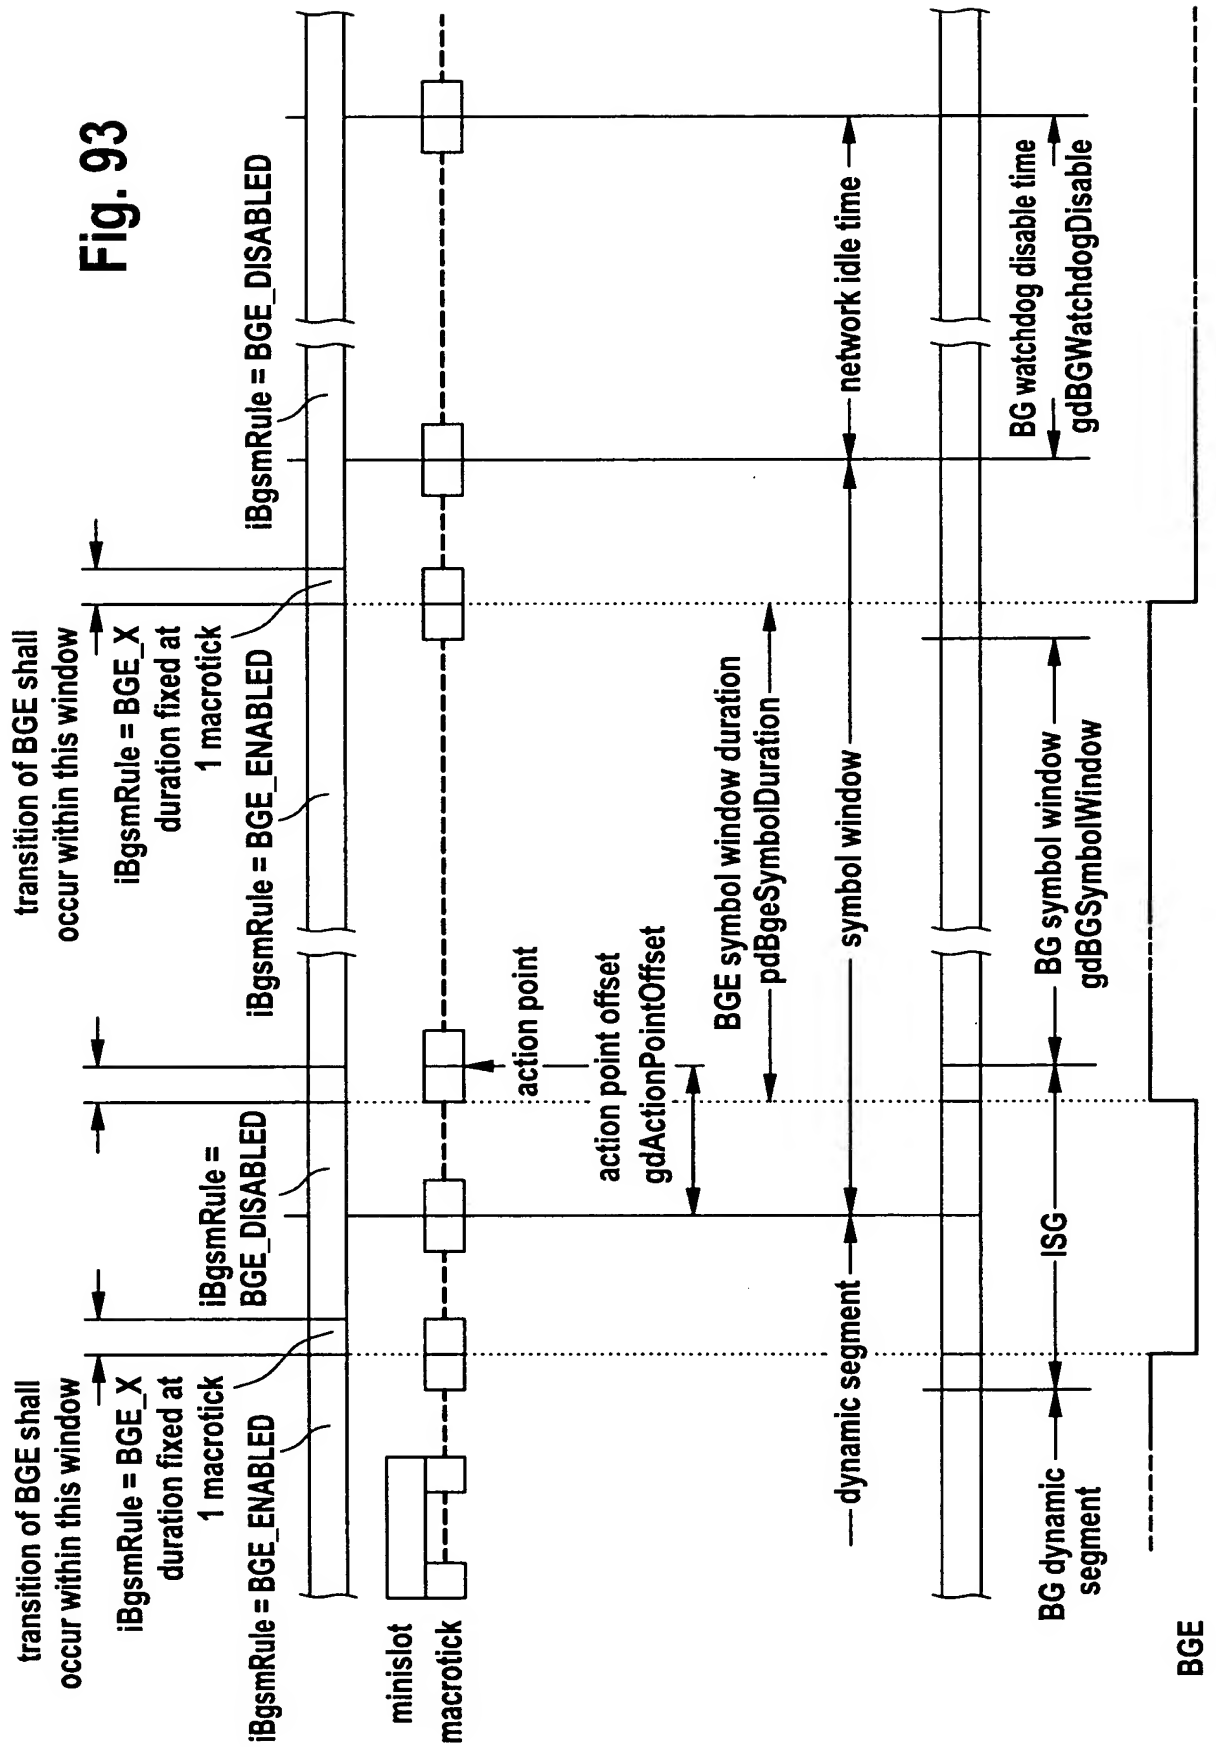 Fig. 93
transition of BGE shall
occur within this window
iBgsmRule = BGE_X
duration fixed at
1 macrotick
iBgsmRule = BGE_ENABLED
iBgsmRule =
BGE_DISABLED
transition of BGE shall
occur within this window
iBgsmRule = BGE_X
duration fixed at
1 macrotick
iBgsmRule = BGE_ENABLED
iBgsmRule = BGE_DISABLED
minislot
macrotick
action point
action point offset
gdActionPointOffset
BGE symbol window duration
pdBgeSymbolDuration
dynamic segment
symbol window
network idle time
BG dynamic
segment
ISG
BG symbol window
gdBGSymbolWindow
BG watchdog disable time
gdBGWatchdogDisable
BGE